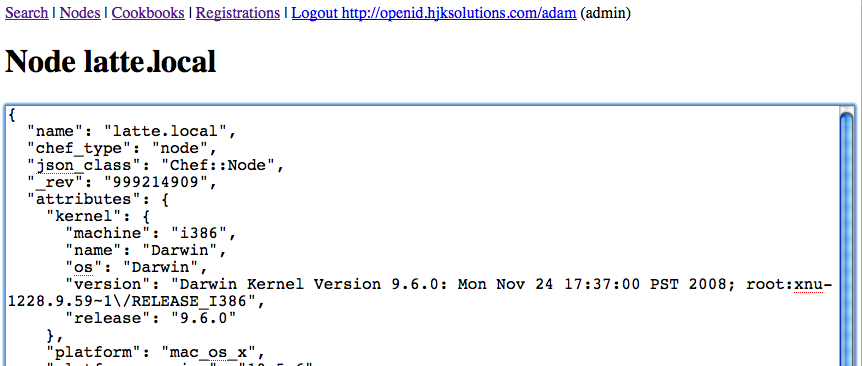 Search | Nodes | Cookbooks | Registrations | Logout http://openid.hjksolutions.com/adam (admin)
Node latte.local
{
  "name": "latte.local",
  "chef_type": "node",
  "json_class": "Chef::Node",
  "_rev": "999214909",
  "attributes": {
    "kernel": {
      "machine": "i386",
      "name": "Darwin",
      "os": "Darwin",
      "version": "Darwin Kernel Version 9.6.0: Mon Nov 24 17:37:00 PST 2008; root:xnu-
1228.9.59~1\/RELEASE_I386",
      "release": "9.6.0"
    },
    "platform": "mac_os_x",